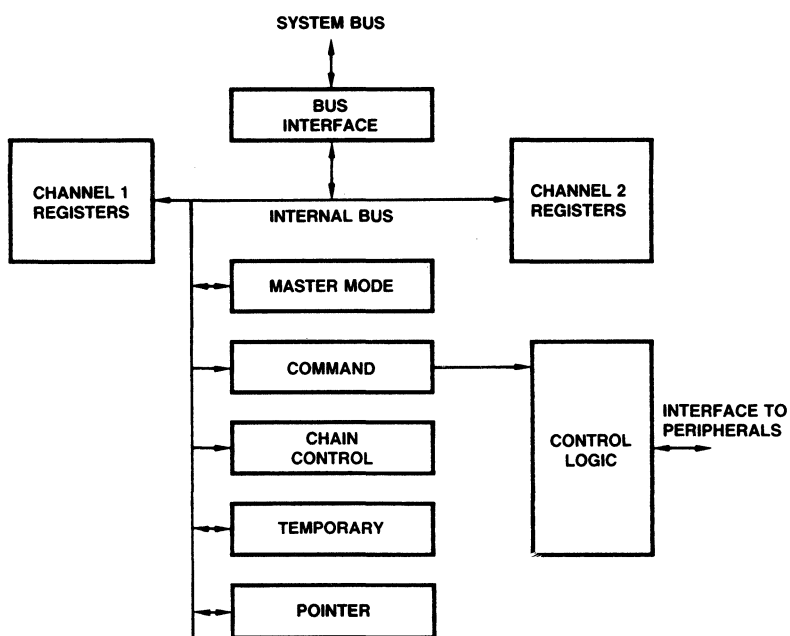 SYSTEM BUS
BUS
INTERFACE
CHANNEL 1
REGISTERS
CHANNEL 2
REGISTERS
INTERNAL BUS
MASTER MODE
COMMAND
CHAIN
CONTROL
TEMPORARY
POINTER
CONTROL
LOGIC
INTERFACE TO
PERIPHERALS